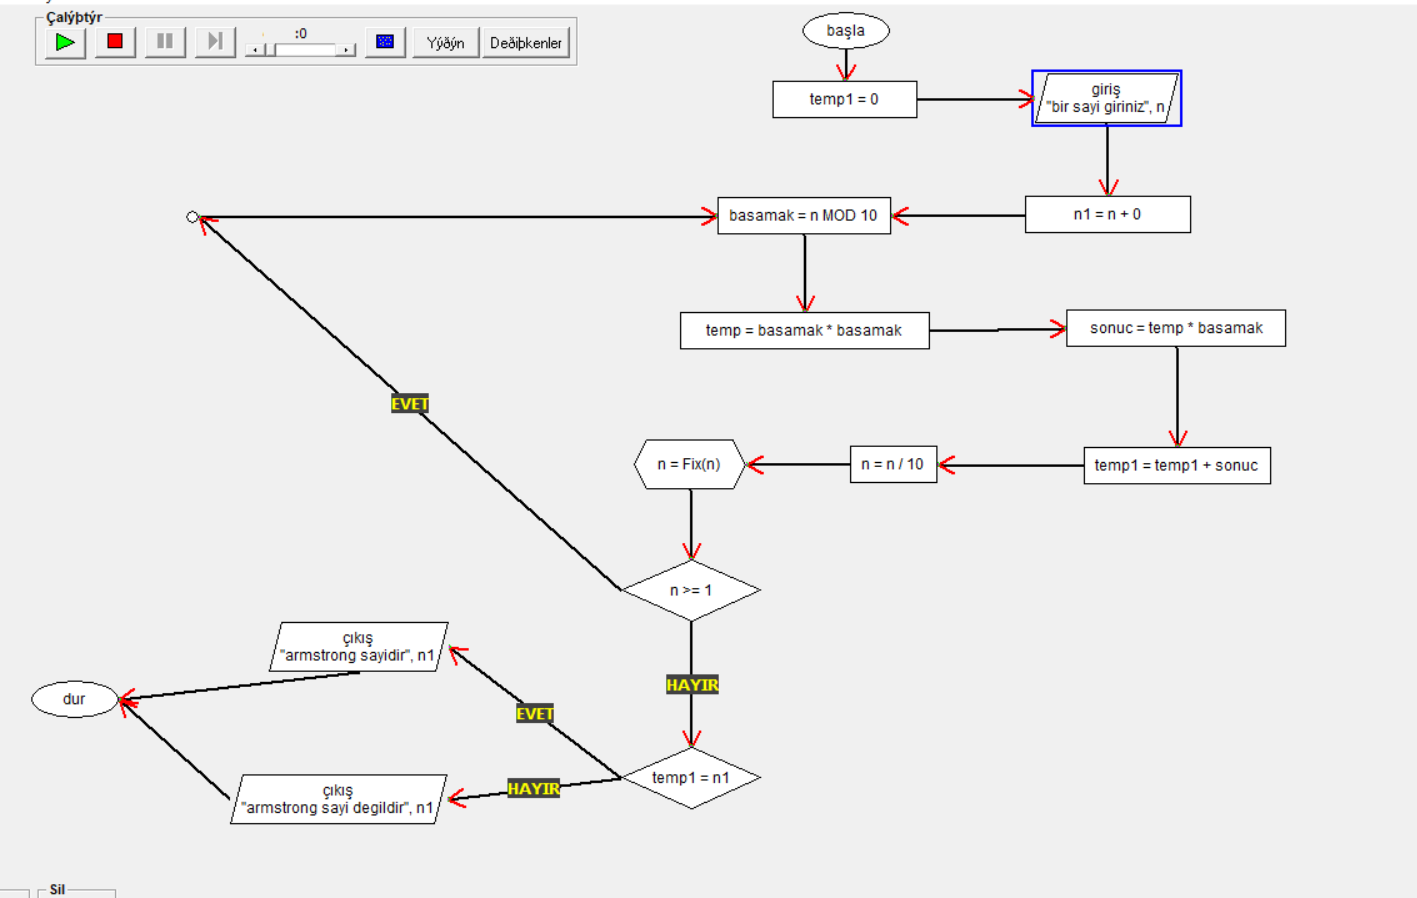 Çalýþtýr
:0
Yýðýn
Deðiþkenler
başla
temp1 = 0
giriş
"bir sayi giriniz", n
n1 = n + 0
basamak = n MOD 10
temp = basamak * basamak
sonuc = temp * basamak
temp1 = temp1 + sonuc
n = n / 10
n = Fix(n)
EVET
n >= 1
HAYIR
temp1 = n1
EVET
çıkış
"armstrong sayidir", n1
HAYIR
çıkış
"armstrong sayi degildir", n1
dur
Sil